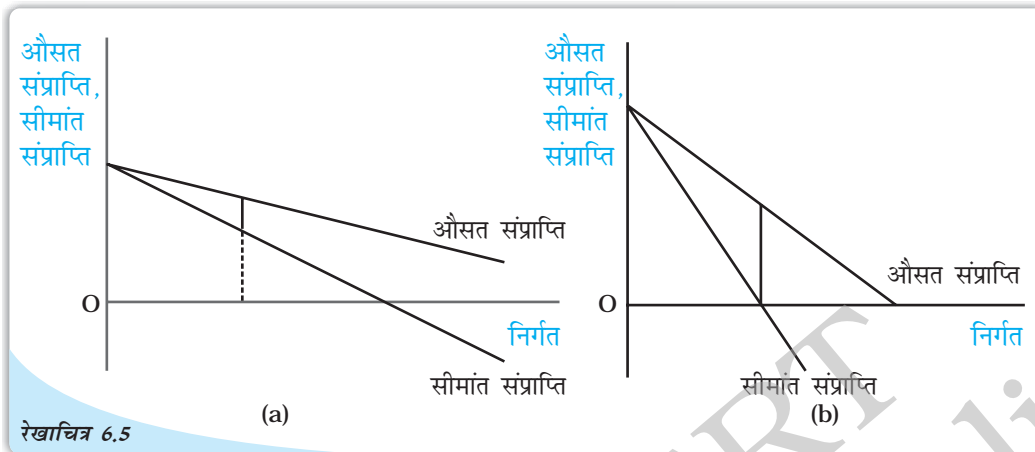 औसत
संप्राप्ति,
सीमांत
संप्राप्ति
औसत संप्राप्ति
O
निर्गत
सीमांत संप्राप्ति
(a)
औसत
संप्राप्ति,
सीमांत
संप्राप्ति
औसत संप्राप्ति
O
निर्गत
सीमांत संप्राप्ति
(b)
रेखाचित्र 6.5